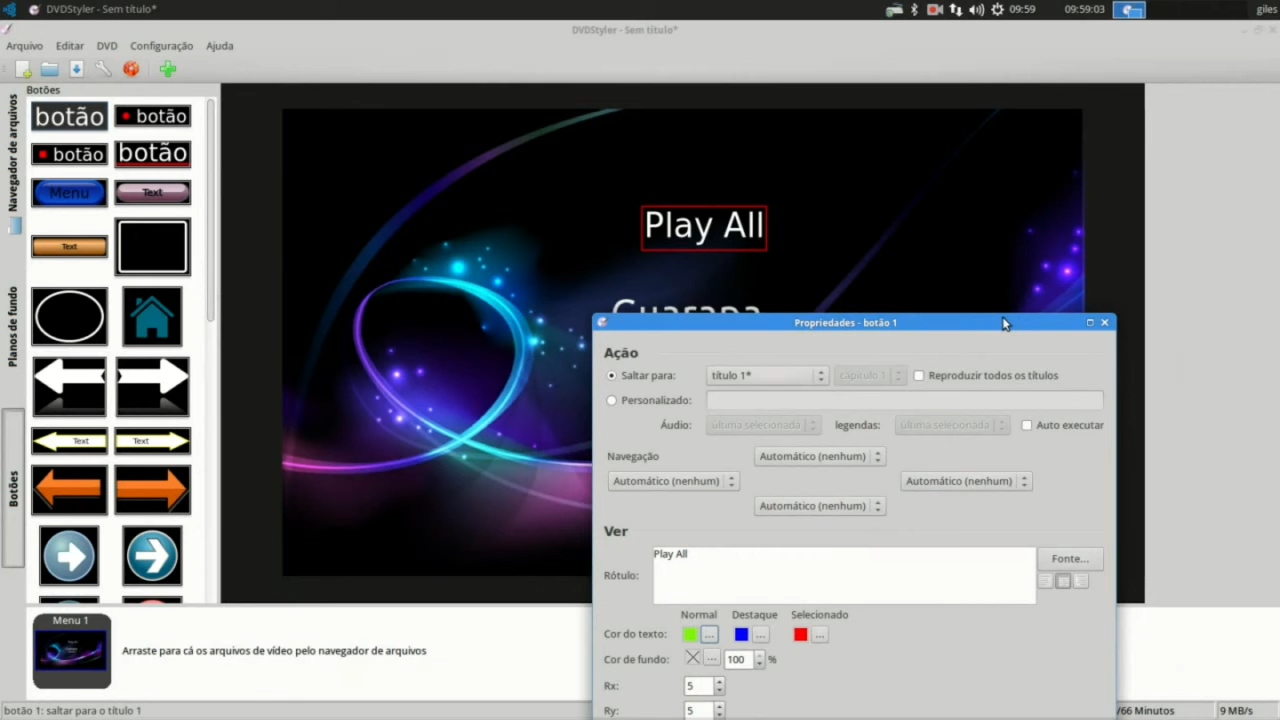 DVDStyler — Sem título*
09:59
09:59:03
giles
DVDStyler - Sem título*
Arquivo Editar DVD Configuração Ajuda
Botões
Navegador de arquivos
Planos de fundo
Botões
botão
botão
botão
botão
Menu
Text
Text
Text
Text
Play All
Guarana
Propriedades - botão 1
Ação
Saltar para:
título 1*
capítulo 1
Reproduzir todos os títulos
Personalizado:
Áudio:
última selecionada
legendas:
última selecionada
Auto executar
Navegação
Automático (nenhum)
Automático (nenhum)
Automático (nenhum)
Automático (nenhum)
Ver
Rótulo:
Play All
Fonte...
Normal Destaque Selecionado
Cor do texto:
...
...
...
Cor de fundo:
...
100
%
Rx:
5
Ry:
5
Menu 1
Arraste para cá os arquivos de vídeo pelo navegador de arquivos
botão 1: saltar para o título 1
/66 Minutos
9 MB/s